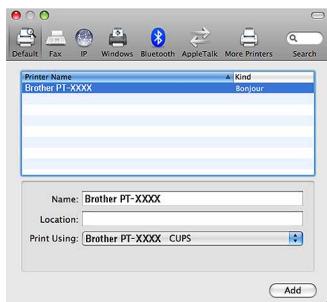 Default Fax IP Windows Bluetooth AppleTalk More Printers Search
Printer Name Kind
Brother PT-XXXX Bonjour
Name: Brother PT-XXXX
Location:
Print Using: Brother PT-XXXX CUPS
Add